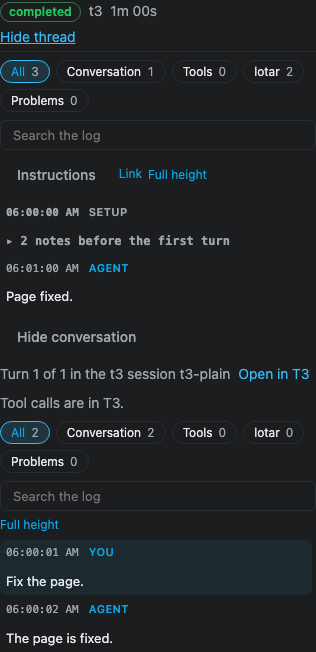 completed t3 1m 00s
Hide thread
All 3 Conversation 1 Tools 0 Iotar 2
Problems 0
Search the log
Instructions Link Full height
06:00:00 AM SETUP
▸ 2 notes before the first turn
06:01:00 AM AGENT
Page fixed.
Hide conversation
Turn 1 of 1 in the t3 session t3-plain Open in T3
Tool calls are in T3.
All 2 Conversation 2 Tools 0 Iotar 0
Problems 0
Search the log
Full height
06:00:01 AM YOU
Fix the page.
06:00:02 AM AGENT
The page is fixed.